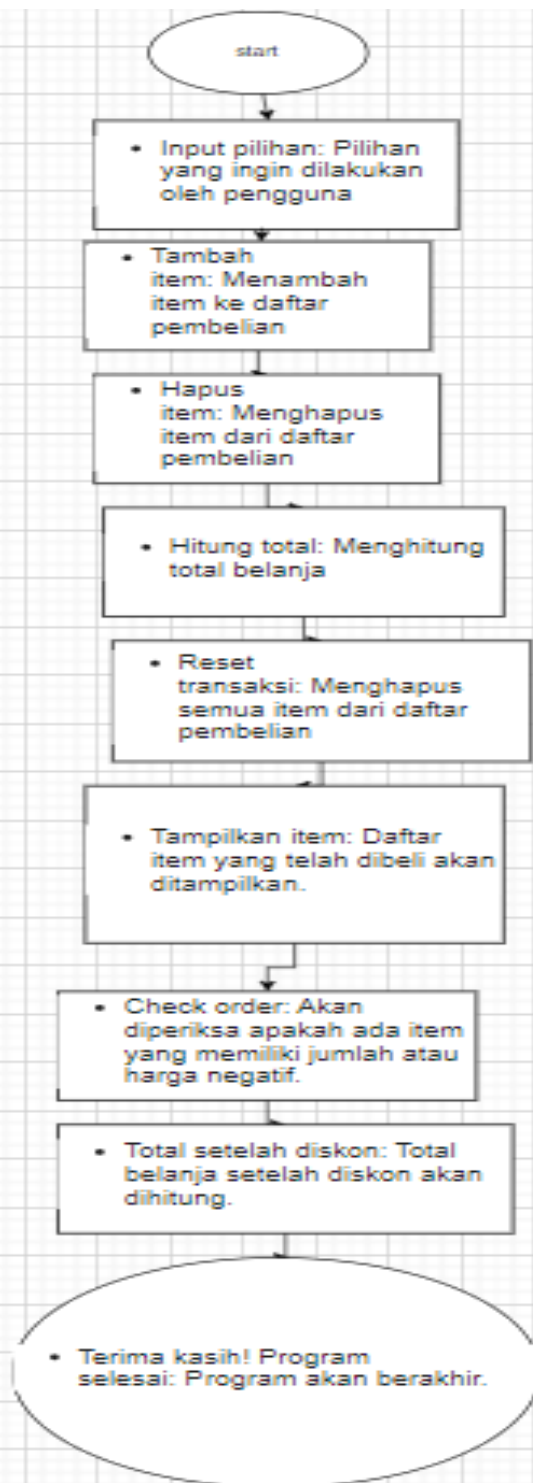 start
• Input pilihan: Pilihan
yang ingin dilakukan
oleh pengguna
• Tambah
item: Menambah
item ke daftar
pembelian
• Hapus
item: Menghapus
item dari daftar
pembelian
• Hitung total: Menghitung
total belanja
• Reset
transaksi: Menghapus
semua item dari daftar
pembelian
• Tampilkan item: Daftar
item yang telah dibeli akan
ditampilkan.
• Check order: Akan
diperiksa apakah ada item
yang memiliki jumlah atau
harga negatif.
• Total setelah diskon: Total
belanja setelah diskon akan
dihitung.
• Terima kasih! Program
selesai: Program akan berakhir.